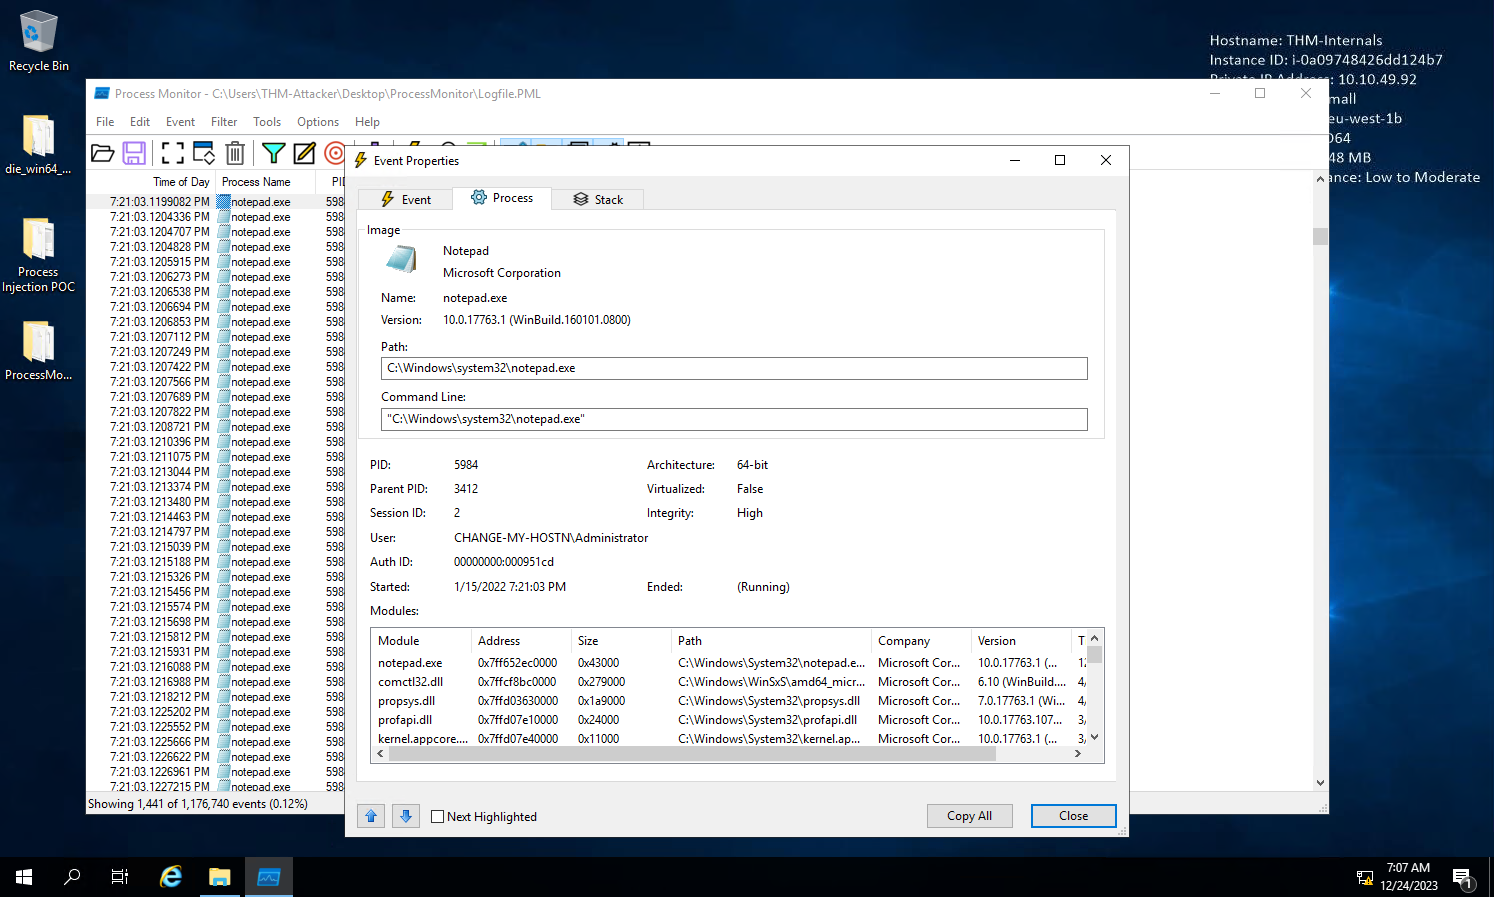 Recycle Bin
die_win64_...
Process
Injection POC
ProcessMo...
Hostname: THM-Internals
Instance ID: i-0a09748426dd124b7
Private IP Address: 10.10.49.92
mall
eu-west-1b
D64
48 MB
ance: Low to Moderate
Process Monitor - C:\Users\THM-Attacker\Desktop\ProcessMonitor\Logfile.PML
File Edit Event Filter Tools Options Help
Time of Day Process Name PI
7:21:03.1199082 PM notepad.exe 598
7:21:03.1204336 PM notepad.exe 598
7:21:03.1204707 PM notepad.exe 598
7:21:03.1204828 PM notepad.exe 598
7:21:03.1205915 PM notepad.exe 598
7:21:03.1206273 PM notepad.exe 598
7:21:03.1206538 PM notepad.exe 598
7:21:03.1206694 PM notepad.exe 598
7:21:03.1206853 PM notepad.exe 598
7:21:03.1207112 PM notepad.exe 598
7:21:03.1207249 PM notepad.exe 598
7:21:03.1207422 PM notepad.exe 598
7:21:03.1207566 PM notepad.exe 598
7:21:03.1207689 PM notepad.exe 598
7:21:03.1207822 PM notepad.exe 598
7:21:03.1208721 PM notepad.exe 598
7:21:03.1210396 PM notepad.exe 598
7:21:03.1211075 PM notepad.exe 598
7:21:03.1213044 PM notepad.exe 598
7:21:03.1213374 PM notepad.exe 598
7:21:03.1213480 PM notepad.exe 598
7:21:03.1214463 PM notepad.exe 598
7:21:03.1214797 PM notepad.exe 598
7:21:03.1215039 PM notepad.exe 598
7:21:03.1215188 PM notepad.exe 598
7:21:03.1215326 PM notepad.exe 598
7:21:03.1215456 PM notepad.exe 598
7:21:03.1215574 PM notepad.exe 598
7:21:03.1215698 PM notepad.exe 598
7:21:03.1215812 PM notepad.exe 598
7:21:03.1215931 PM notepad.exe 598
7:21:03.1216088 PM notepad.exe 598
7:21:03.1216988 PM notepad.exe 598
7:21:03.1218212 PM notepad.exe 598
7:21:03.1225202 PM notepad.exe 598
7:21:03.1225552 PM notepad.exe 598
7:21:03.1225666 PM notepad.exe 598
7:21:03.1226622 PM notepad.exe 598
7:21:03.1226961 PM notepad.exe 598
7:21:03.1227215 PM notepad.exe 598
Showing 1,441 of 1,176,740 events (0.12%)
Event Properties
Event Process Stack
Image
Notepad
Microsoft Corporation
Name: notepad.exe
Version: 10.0.17763.1 (WinBuild.160101.0800)
Path:
C:\Windows\system32\notepad.exe
Command Line:
"C:\Windows\system32\notepad.exe"
PID: 5984 Architecture: 64-bit
Parent PID: 3412 Virtualized: False
Session ID: 2 Integrity: High
User: CHANGE-MY-HOSTN\Administrator
Auth ID: 00000000:000951cd
Started: 1/15/2022 7:21:03 PM Ended: (Running)
Modules:
Module Address Size Path Company Version T
notepad.exe 0x7ff652ec0000 0x43000 C:\Windows\System32\notepad.e... Microsoft Cor... 10.0.17763.1 (... 12
comctl32.dll 0x7ffcf8bc0000 0x279000 C:\Windows\WinSxS\amd64_micr... Microsoft Cor... 6.10 (WinBuild.... 4/
propsys.dll 0x7ffd03630000 0x1a9000 C:\Windows\System32\propsys.dll Microsoft Cor... 7.0.17763.1 (Wi... 4/
profapi.dll 0x7ffd07e10000 0x24000 C:\Windows\System32\profapi.dll Microsoft Cor... 10.0.17763.107... 3/
kernel.appcore.... 0x7ffd07e40000 0x11000 C:\Windows\System32\kernel.ap... Microsoft Cor... 10.0.17763.1 (... 3/
Next Highlighted Copy All Close
7:07 AM
12/24/2023
1